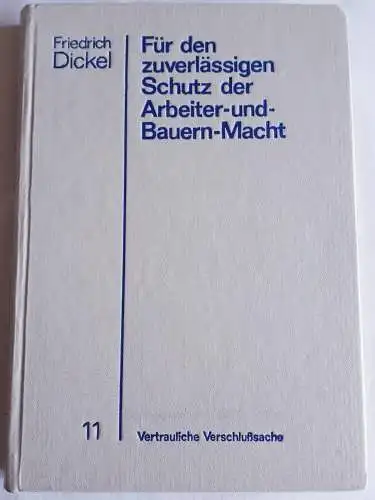 Friedrich
Dickel
Für den
zuverlässigen
Schutz der
Arbeiter-und-
Bauern-Macht
11
Vertrauliche Verschlußsache